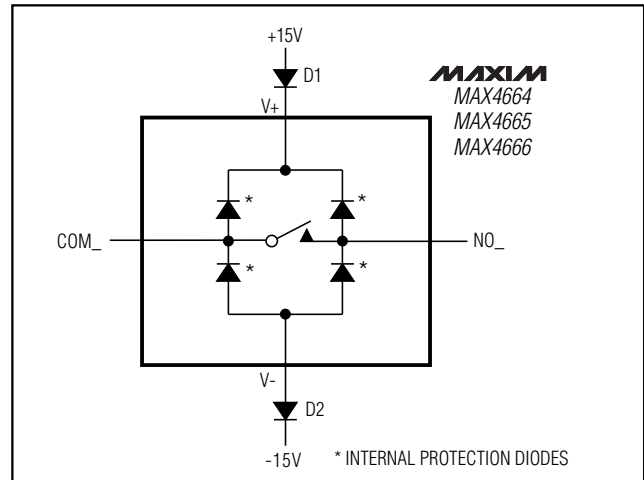 +15V
D1
MAXIM
V+
MAX4664
MAX4665
MAX4666
* *
COM_ NO_
* *
V-
D2
-15V * INTERNAL PROTECTION DIODES